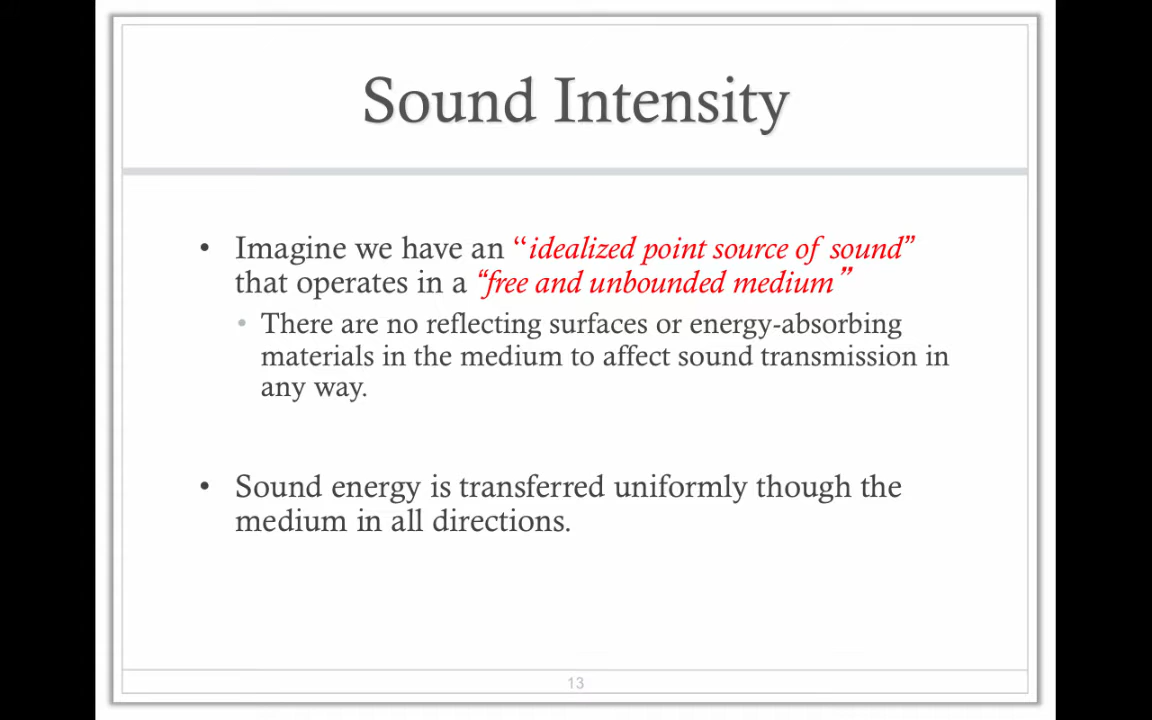 Sound Intensity
• Imagine we have an “idealized point source of sound”
that operates in a “free and unbounded medium”
• There are no reflecting surfaces or energy-absorbing
materials in the medium to affect sound transmission in
any way.
• Sound energy is transferred uniformly though the
medium in all directions.
13